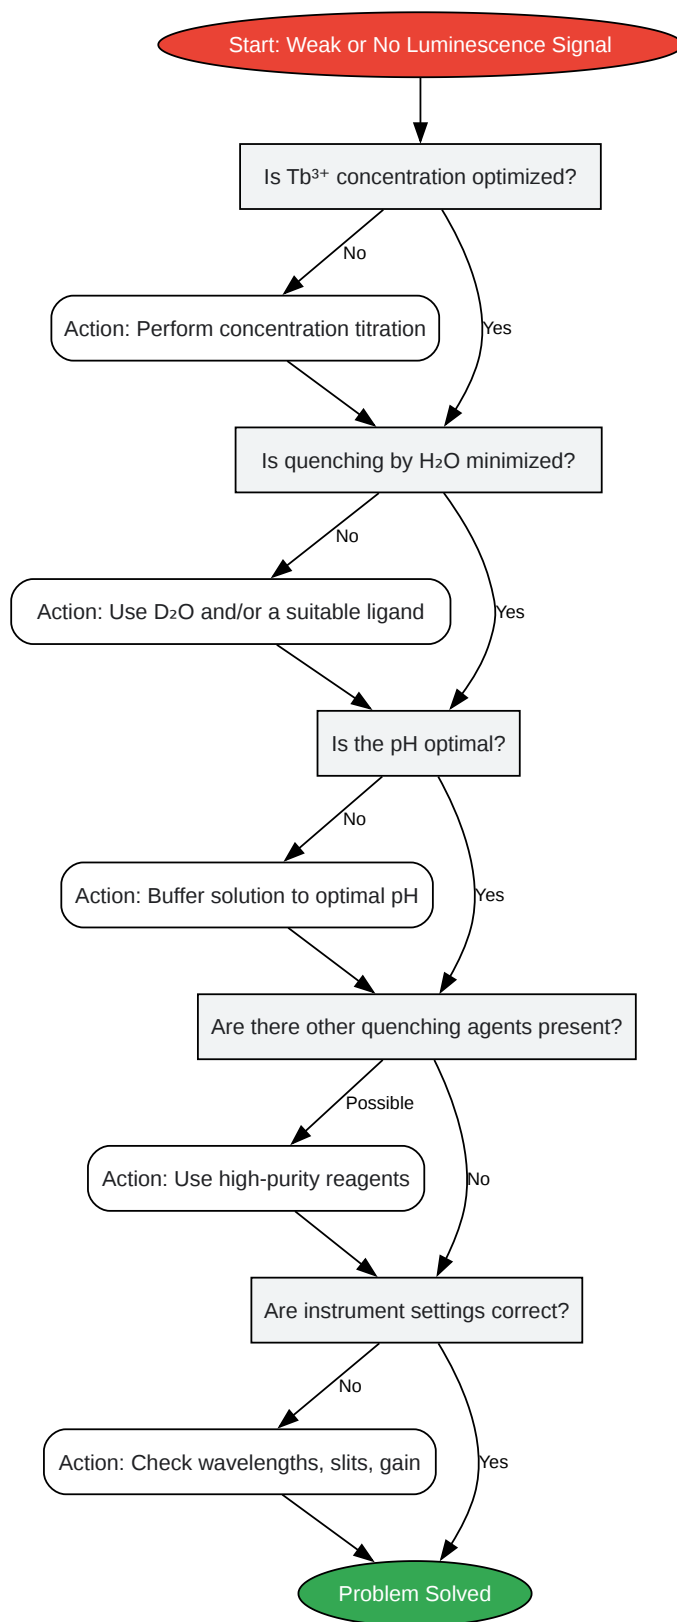 Start: Weak or No Luminescence Signal
Is Tb³⁺ concentration optimized?
No
Action: Perform concentration titration
Yes
Is quenching by H₂O minimized?
No
Action: Use D₂O and/or a suitable ligand
Yes
Is the pH optimal?
No
Action: Buffer solution to optimal pH
Yes
Are there other quenching agents present?
Possible
Action: Use high-purity reagents
No
Are instrument settings correct?
No
Action: Check wavelengths, slits, gain
Yes
Problem Solved